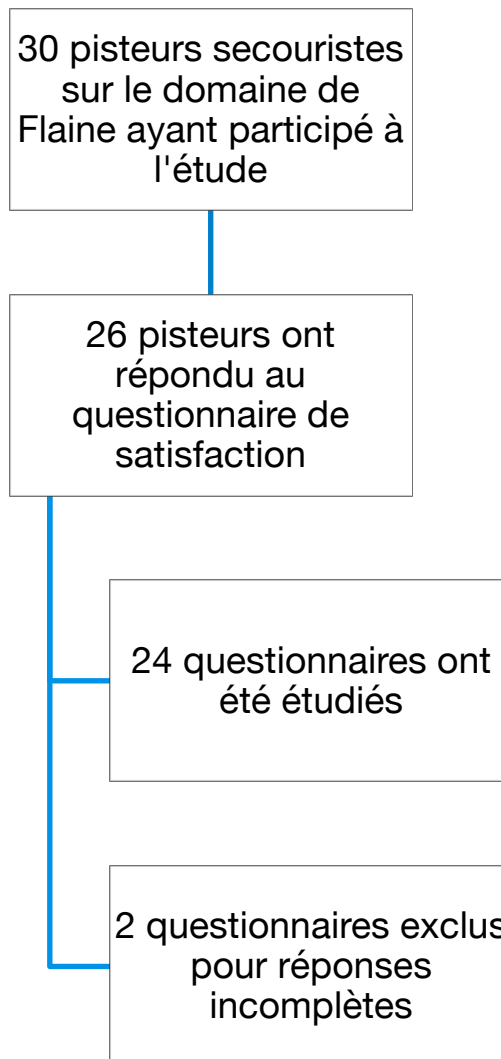 30 pisteurs secouristes
sur le domaine de
Flaine ayant participé à
l'étude
26 pisteurs ont
répondu au
questionnaire de
satisfaction
24 questionnaires ont
été étudiés
2 questionnaires exclus
pour réponses
incomplètes